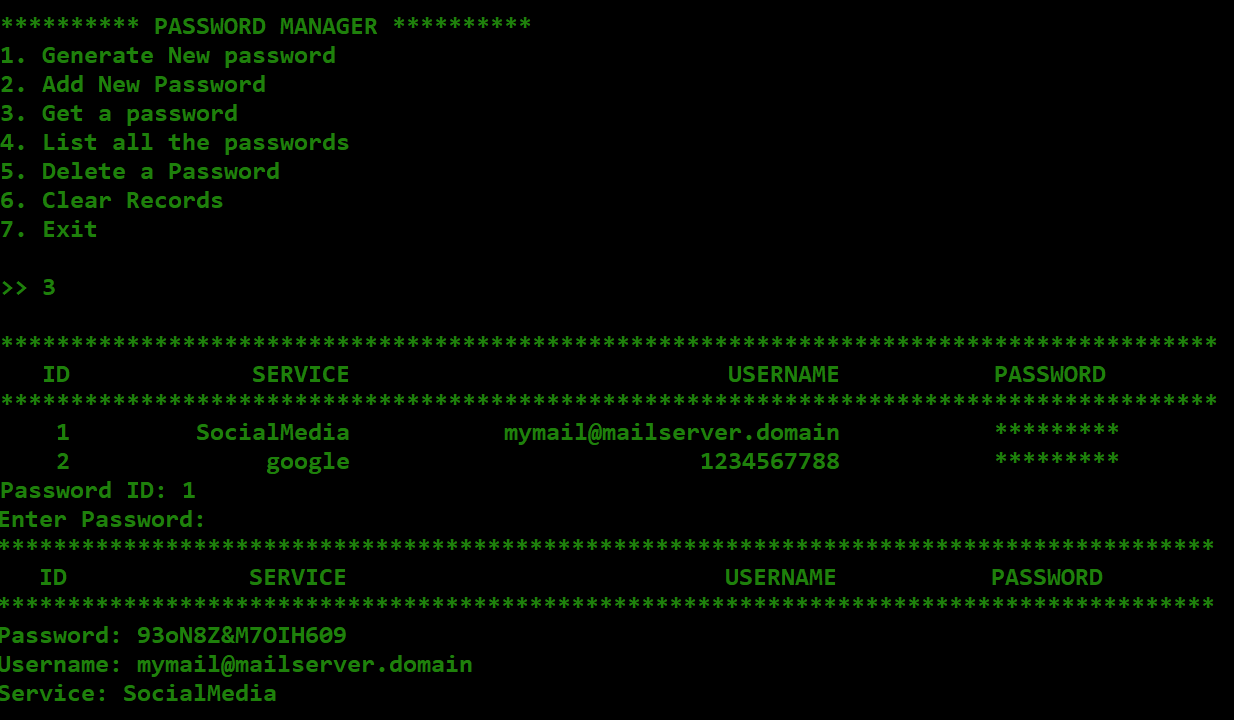 ********** PASSWORD MANAGER **********
1. Generate New password
2. Add New Password
3. Get a password
4. List all the passwords
5. Delete a Password
6. Clear Records
7. Exit
>> 3
***************************************************************************************
ID SERVICE USERNAME PASSWORD
***************************************************************************************
1 SocialMedia mymail@mailserver.domain *********
2 google 1234567788 *********
Password ID: 1
Enter Password:
***************************************************************************************
ID SERVICE USERNAME PASSWORD
***************************************************************************************
Password: 93oN8Z&M7OIH609
Username: mymail@mailserver.domain
Service: SocialMedia